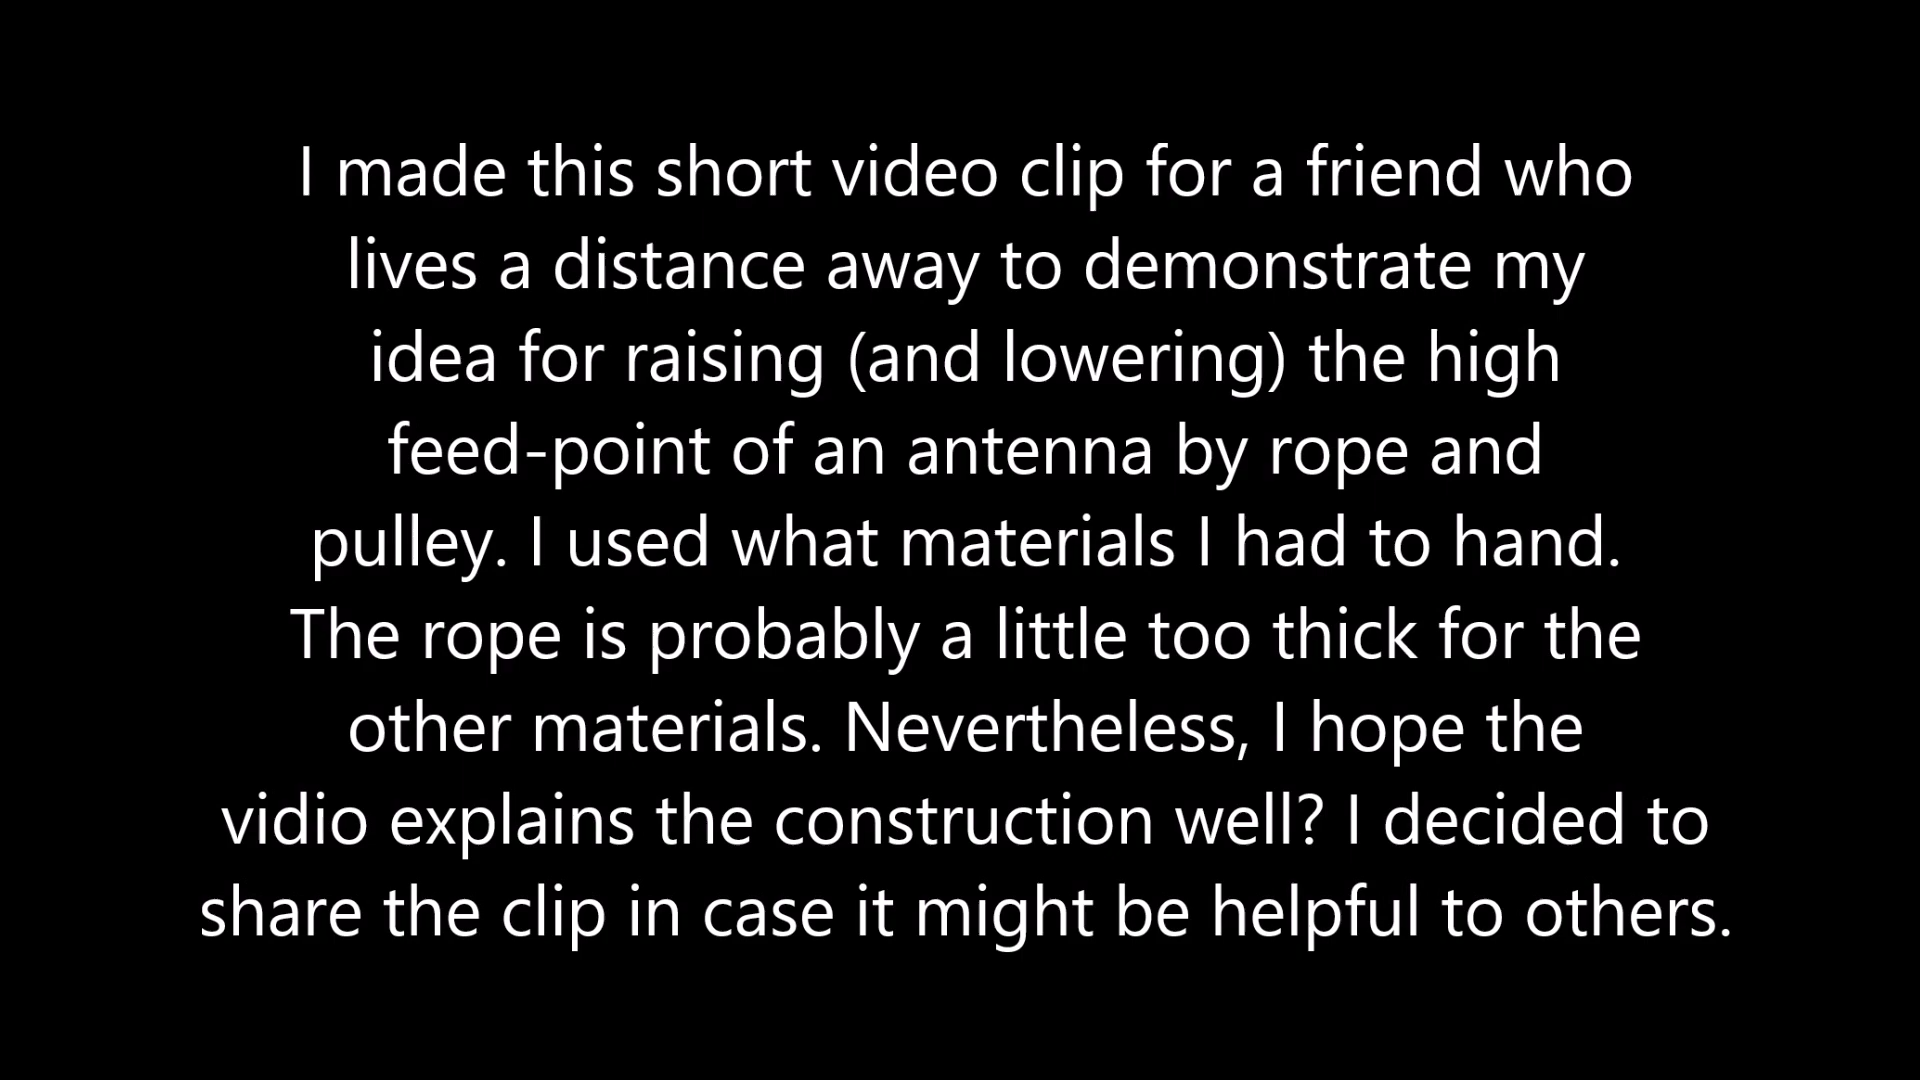 I made this short video clip for a friend who
lives a distance away to demonstrate my
idea for raising (and lowering) the high
feed-point of an antenna by rope and
pulley. I used what materials I had to hand.
The rope is probably a little too thick for the
other materials. Nevertheless, I hope the
vidio explains the construction well? I decided to
share the clip in case it might be helpful to others.